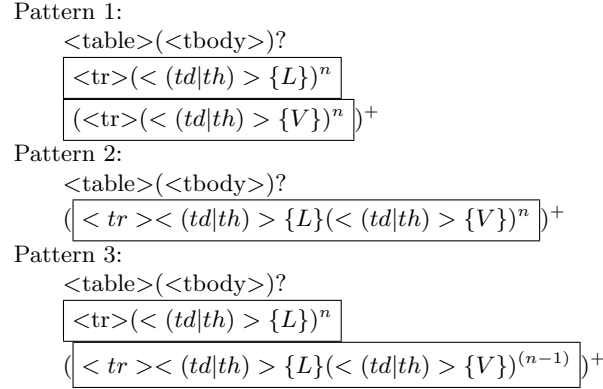 Pattern 1:
<table>(<tbody>)?
<tr>(< (td|th) > {L})ⁿ
(<tr>(< (td|th) > {V})ⁿ)⁺
Pattern 2:
<table>(<tbody>)?
(< tr >< (td|th) > {L}(< (td|th) > {V})ⁿ)⁺
Pattern 3:
<table>(<tbody>)?
<tr>(< (td|th) > {L})ⁿ
(< tr >< (td|th) > {L}(< (td|th) > {V})⁽ⁿ⁻¹⁾)⁺